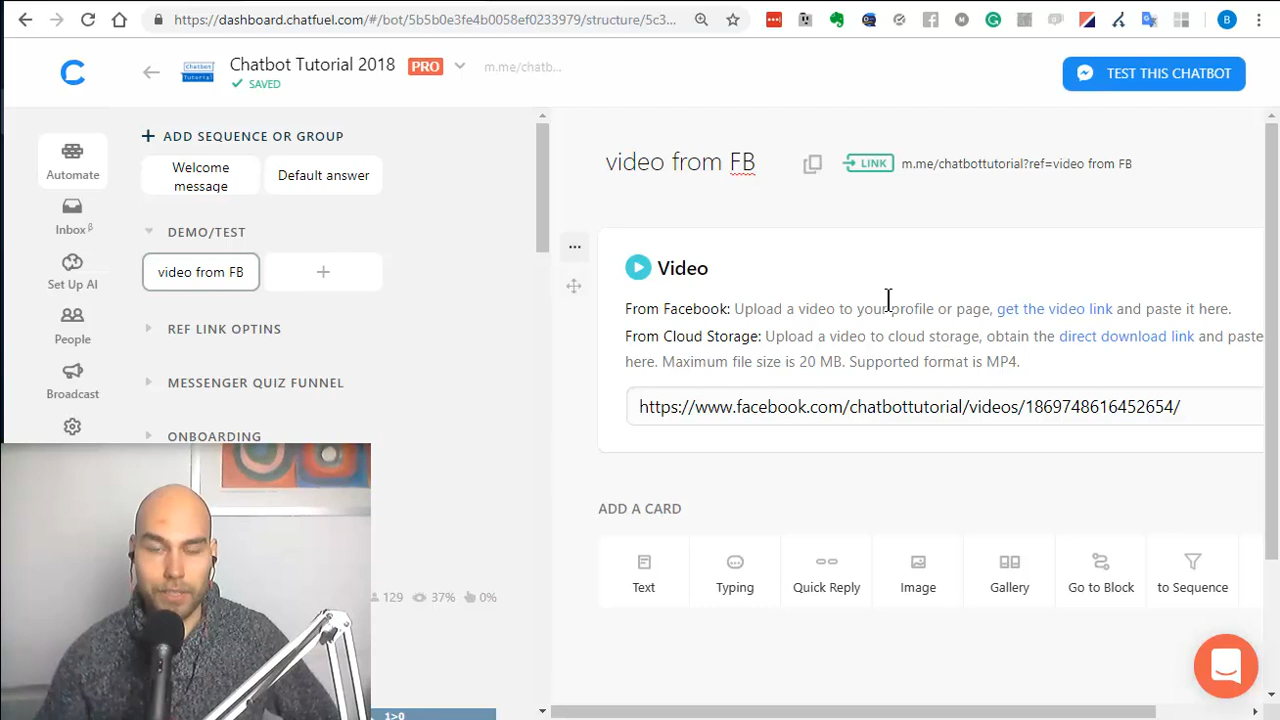 https://dashboard.chatfuel.com/#/bot/5b5b0e3fe4b0058ef0233979/structure/5c3...
B
Chatbot Tutorial
Chatbot Tutorial 2018 PRO
m.me/chatb...
SAVED
TEST THIS CHATBOT
Automate
Inbox β
Set Up AI
People
Broadcast
ADD SEQUENCE OR GROUP
Welcome message
Default answer
DEMO/TEST
video from FB
REF LINK OPTINS
MESSENGER QUIZ FUNNEL
ONBOARDING
129 37% 0%
1>0
video from FB
LINK m.me/chatbottutorial?ref=video from FB
Video
From Facebook: Upload a video to your profile or page, get the video link and paste it here.
From Cloud Storage: Upload a video to cloud storage, obtain the direct download link and paste
here. Maximum file size is 20 MB. Supported format is MP4.
https://www.facebook.com/chatbottutorial/videos/1869748616452654/
ADD A CARD
Text
Typing
Quick Reply
Image
Gallery
Go to Block
to Sequence